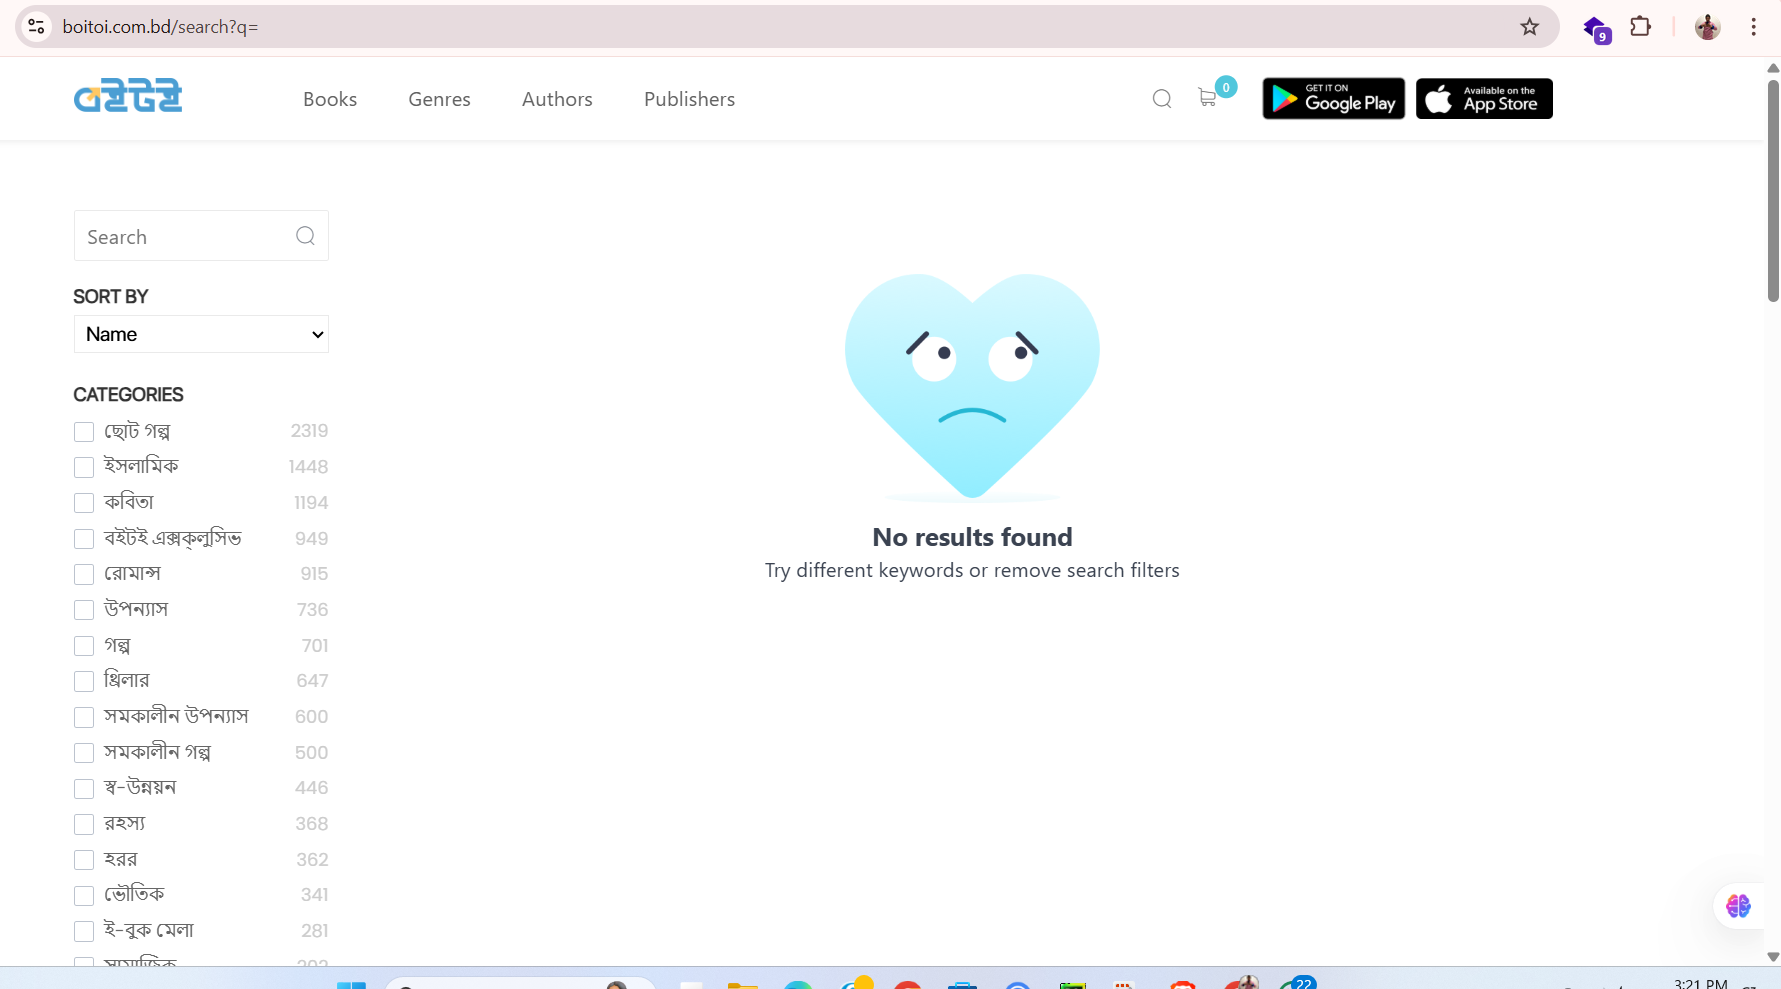 boitoi.com.bd/search?q=
9
বইটই
Books Genres Authors Publishers
0
GET IT ON
Google Play
Available on the
App Store
Search
SORT BY
Name
CATEGORIES
ছোট গল্প 2319
ইসলামিক 1448
কবিতা 1194
বইটই এক্সক্লুসিভ 949
রোমান্স 915
উপন্যাস 736
গল্প 701
থ্রিলার 647
সমকালীন উপন্যাস 600
সমকালীন গল্প 500
স্ব-উন্নয়ন 446
রহস্য 368
হরর 362
ভৌতিক 341
ই-বুক মেলা 281
No results found
Try different keywords or remove search filters
22
3:21 PM